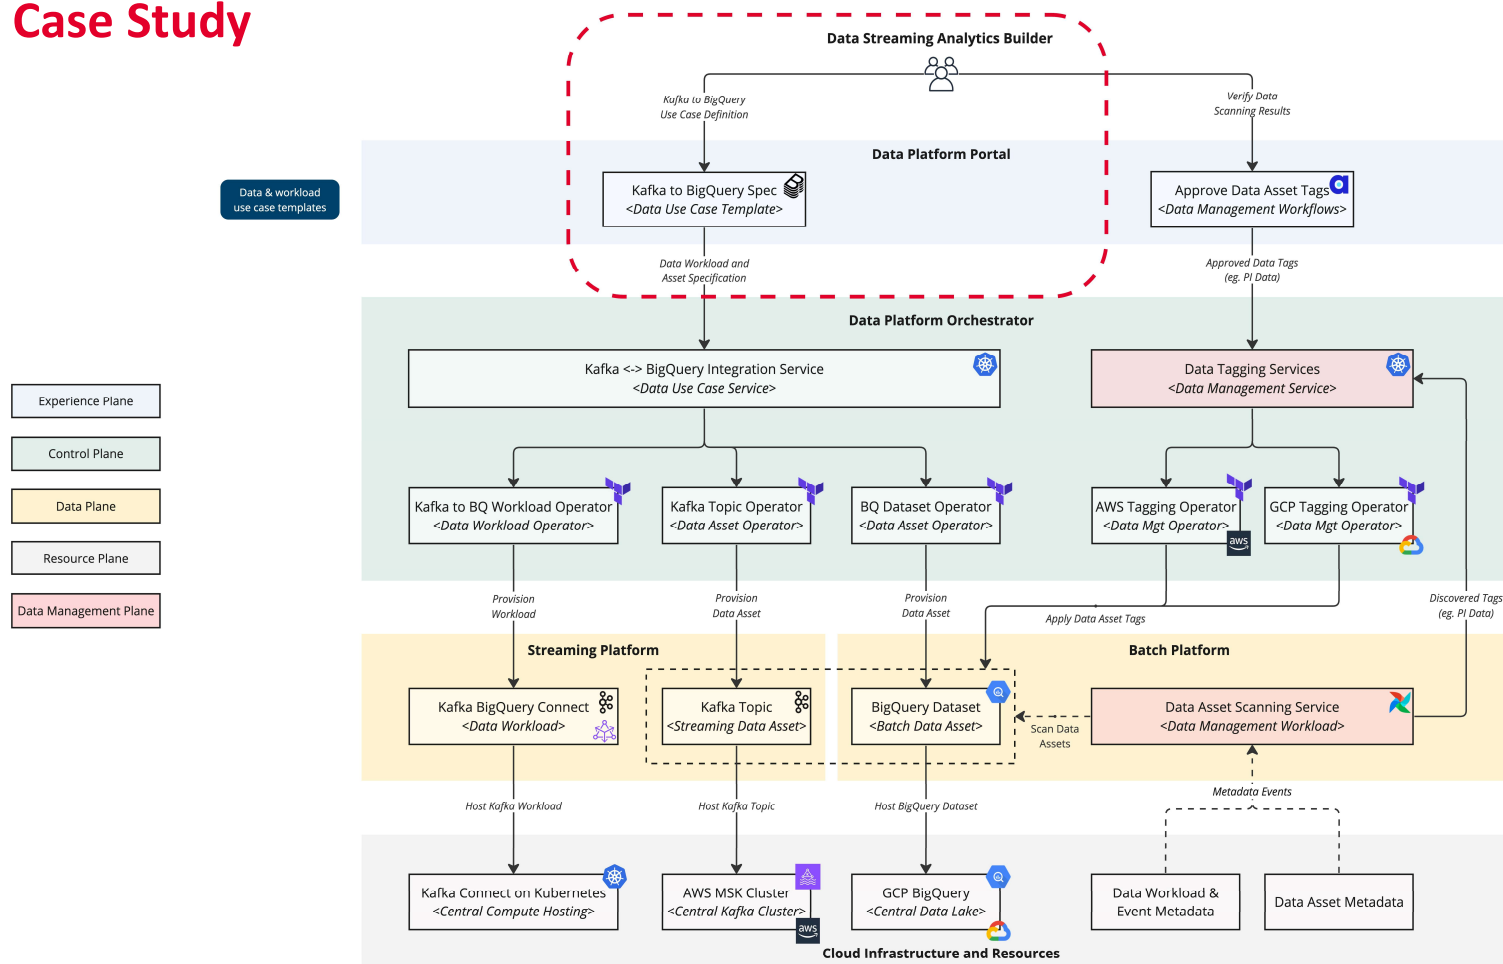 Case Study
Data Streaming Analytics Builder
Kafka to BigQuery
Use Case Definition
Verify Data
Scanning Results
Data Platform Portal
Data & workload
use case templates
Kafka to BigQuery Spec
<Data Use Case Template>
Approve Data Asset Tags
<Data Management Workflows>
Data Workload and
Asset Specification
Approved Data Tags
(eg. PI Data)
Data Platform Orchestrator
Kafka <-> BigQuery Integration Service
<Data Use Case Service>
Data Tagging Services
<Data Management Service>
Experience Plane
Control Plane
Data Plane
Resource Plane
Data Management Plane
Kafka to BQ Workload Operator
<Data Workload Operator>
Kafka Topic Operator
<Data Asset Operator>
BQ Dataset Operator
<Data Asset Operator>
AWS Tagging Operator
<Data Mgt Operator>
aws
GCP Tagging Operator
<Data Mgt Operator>
Provision
Workload
Provision
Data Asset
Provision
Data Asset
Apply Data Asset Tags
Discovered Tags
(eg. PI Data)
Streaming Platform
Batch Platform
Kafka BigQuery Connect
<Data Workload>
Kafka Topic
<Streaming Data Asset>
BigQuery Dataset
<Batch Data Asset>
Scan Data
Assets
Data Asset Scanning Service
<Data Management Workload>
Host Kafka Workload
Host Kafka Topic
Host BigQuery Dataset
Metadata Events
Kafka Connect on Kubernetes
<Central Compute Hosting>
AWS MSK Cluster
<Central Kafka Cluster>
aws
GCP BigQuery
<Central Data Lake>
Data Workload &
Event Metadata
Data Asset Metadata
Cloud Infrastructure and Resources